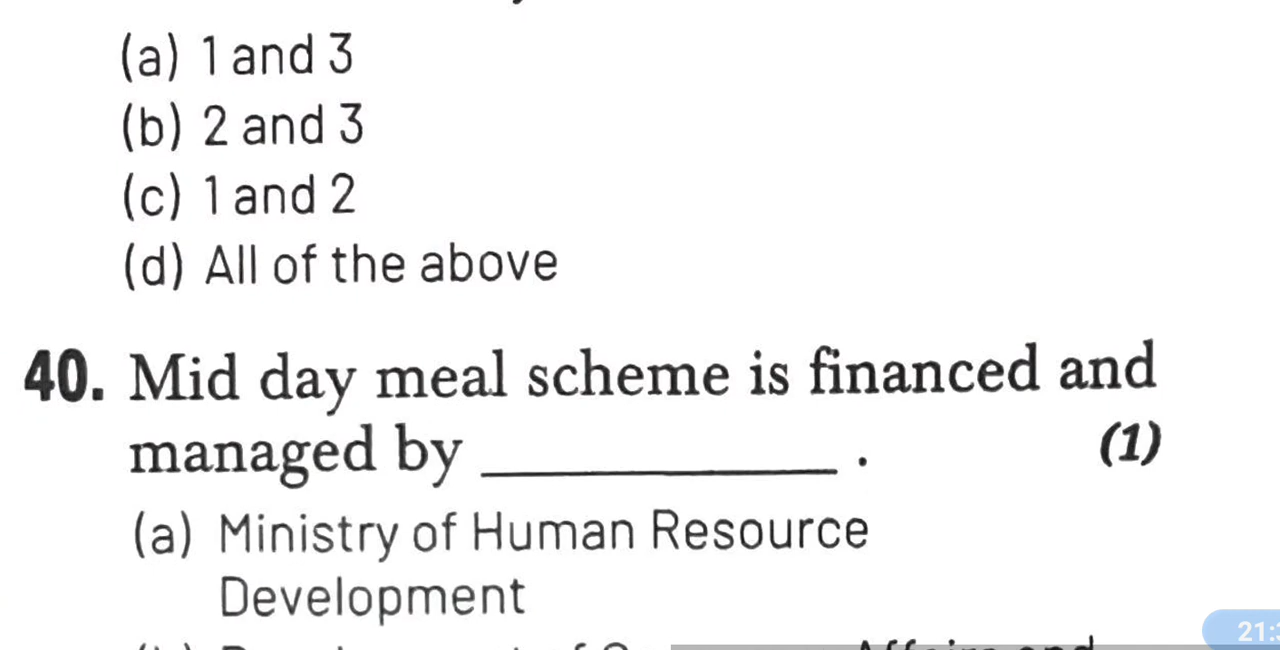 (a) 1 and 3
(b) 2 and 3
(c) 1 and 2
(d) All of the above
40. Mid day meal scheme is financed and
managed by ____________ . (1)
(a) Ministry of Human Resource
Development